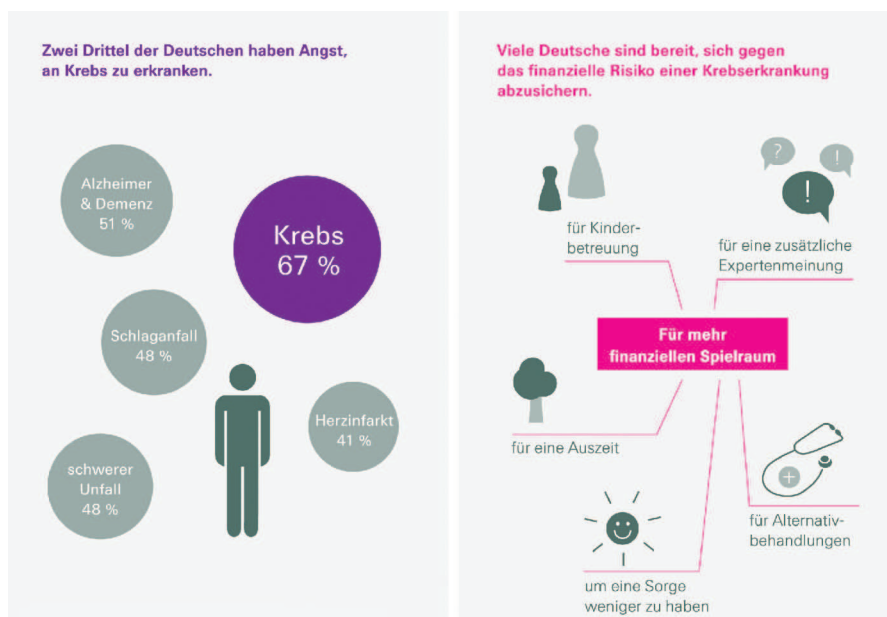 Zwei Drittel der Deutschen haben Angst,
an Krebs zu erkranken.
Alzheimer
& Demenz
51 %
Krebs
67 %
Schlaganfall
48 %
Herzinfarkt
41 %
schwerer
Unfall
48 %
Viele Deutsche sind bereit, sich gegen
das finanzielle Risiko einer Krebserkrankung
abzusichern.
?
!
!
für Kinder-
betreuung
für eine zusätzliche
Expertenmeinung
Für mehr
finanziellen Spielraum
für eine Auszeit
für Alternativ-
behandlungen
um eine Sorge
weniger zu haben